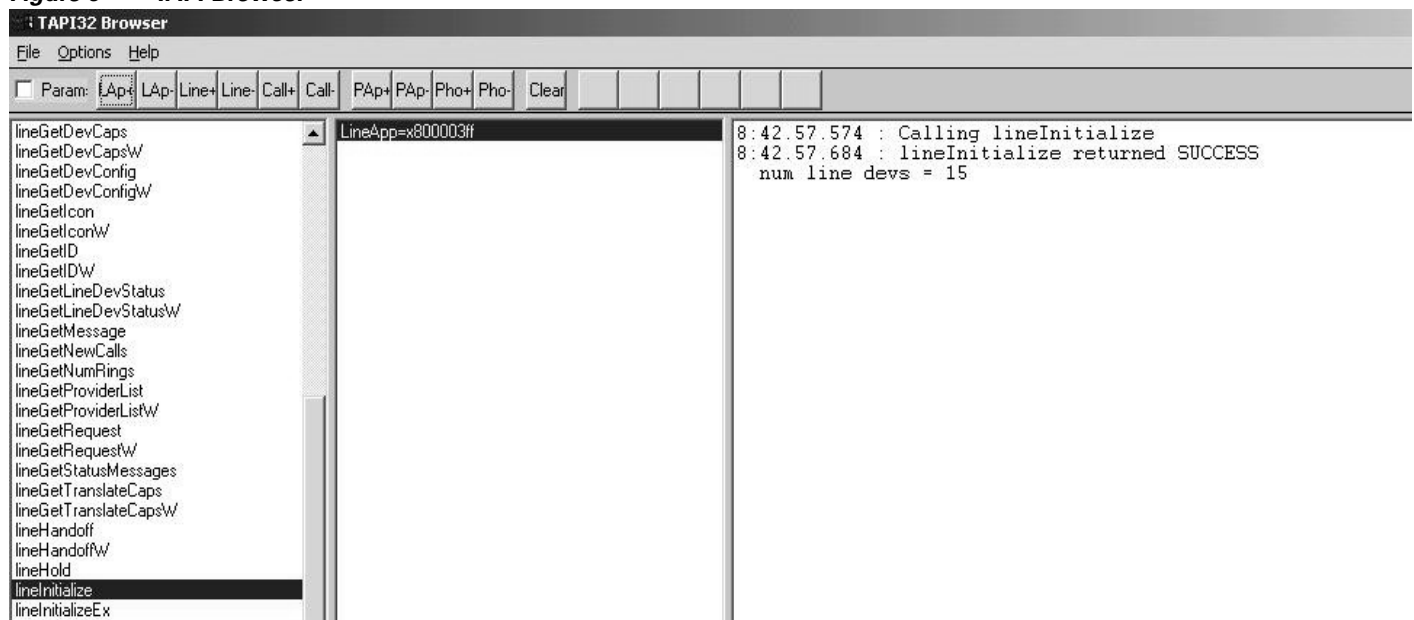 TAPI32 Browser
File Options Help
Param: LAp+ LAp- Line+ Line- Call+ Call- PAp+ PAp- Pho+ Pho- Clear
lineGetDevCaps
lineGetDevCapsW
lineGetDevConfig
lineGetDevConfigW
lineGetIcon
lineGetIconW
lineGetID
lineGetIDW
lineGetLineDevStatus
lineGetLineDevStatusW
lineGetMessage
lineGetNewCalls
lineGetNumRings
lineGetProviderList
lineGetProviderListW
lineGetRequest
lineGetRequestW
lineGetStatusMessages
lineGetTranslateCaps
lineGetTranslateCapsW
lineHandoff
lineHandoffW
lineHold
lineInitialize
lineInitializeEx
LineApp=x800003ff
8:42.57.574 : Calling lineInitialize
8:42.57.684 : lineInitialize returned SUCCESS
num line devs = 15